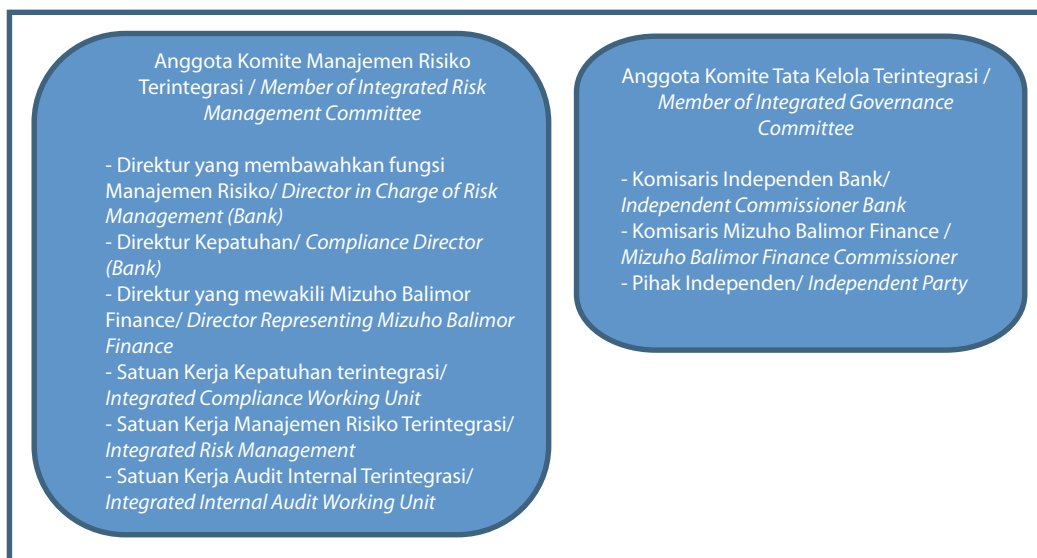 Anggota Komite Manajemen Risiko
Terintegrasi / Member of Integrated Risk
Management Committee
- Direktur yang membawahkan fungsi
Manajemen Risiko/ Director in Charge of Risk
Management (Bank)
- Direktur Kepatuhan/ Compliance Director
(Bank)
- Direktur yang mewakili Mizuho Balimor
Finance/ Director Representing Mizuho Balimor
Finance
- Satuan Kerja Kepatuhan terintegrasi/
Integrated Compliance Working Unit
- Satuan Kerja Manajemen Risiko Terintegrasi/
Integrated Risk Management
- Satuan Kerja Audit Internal Terintegrasi/
Integrated Internal Audit Working Unit
Anggota Komite Tata Kelola Terintegrasi /
Member of Integrated Governance
Committee
- Komisaris Independen Bank/
Independent Commissioner Bank
- Komisaris Mizuho Balimor Finance /
Mizuho Balimor Finance Commissioner
- Pihak Independen/ Independent Party